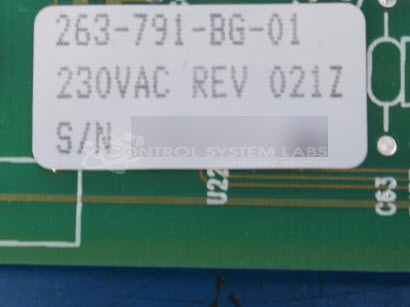 263-791-BG-01
230VAC REV 021Z
S/N
CONTROL SYSTEM LABS
U22
C63